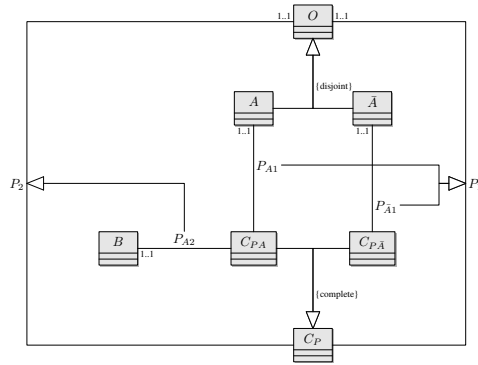 1..1 O 1..1
{disjoint}
A Ā
1..1 1..1
P_{A1}
P_2 P
P_{Ā1}
B P_{A2} C_{PA} C_{PĀ}
1..1
{complete}
C_P